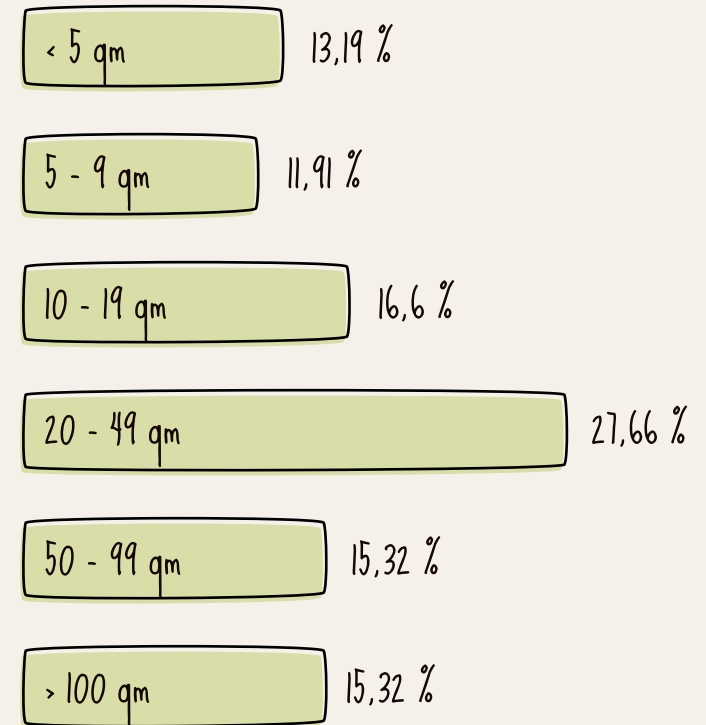 < 5 qm 13,19 %
5 - 9 qm 11,91 %
10 - 19 qm 16,6 %
20 - 49 qm 27,66 %
50 - 99 qm 15,32 %
> 100 qm 15,32 %